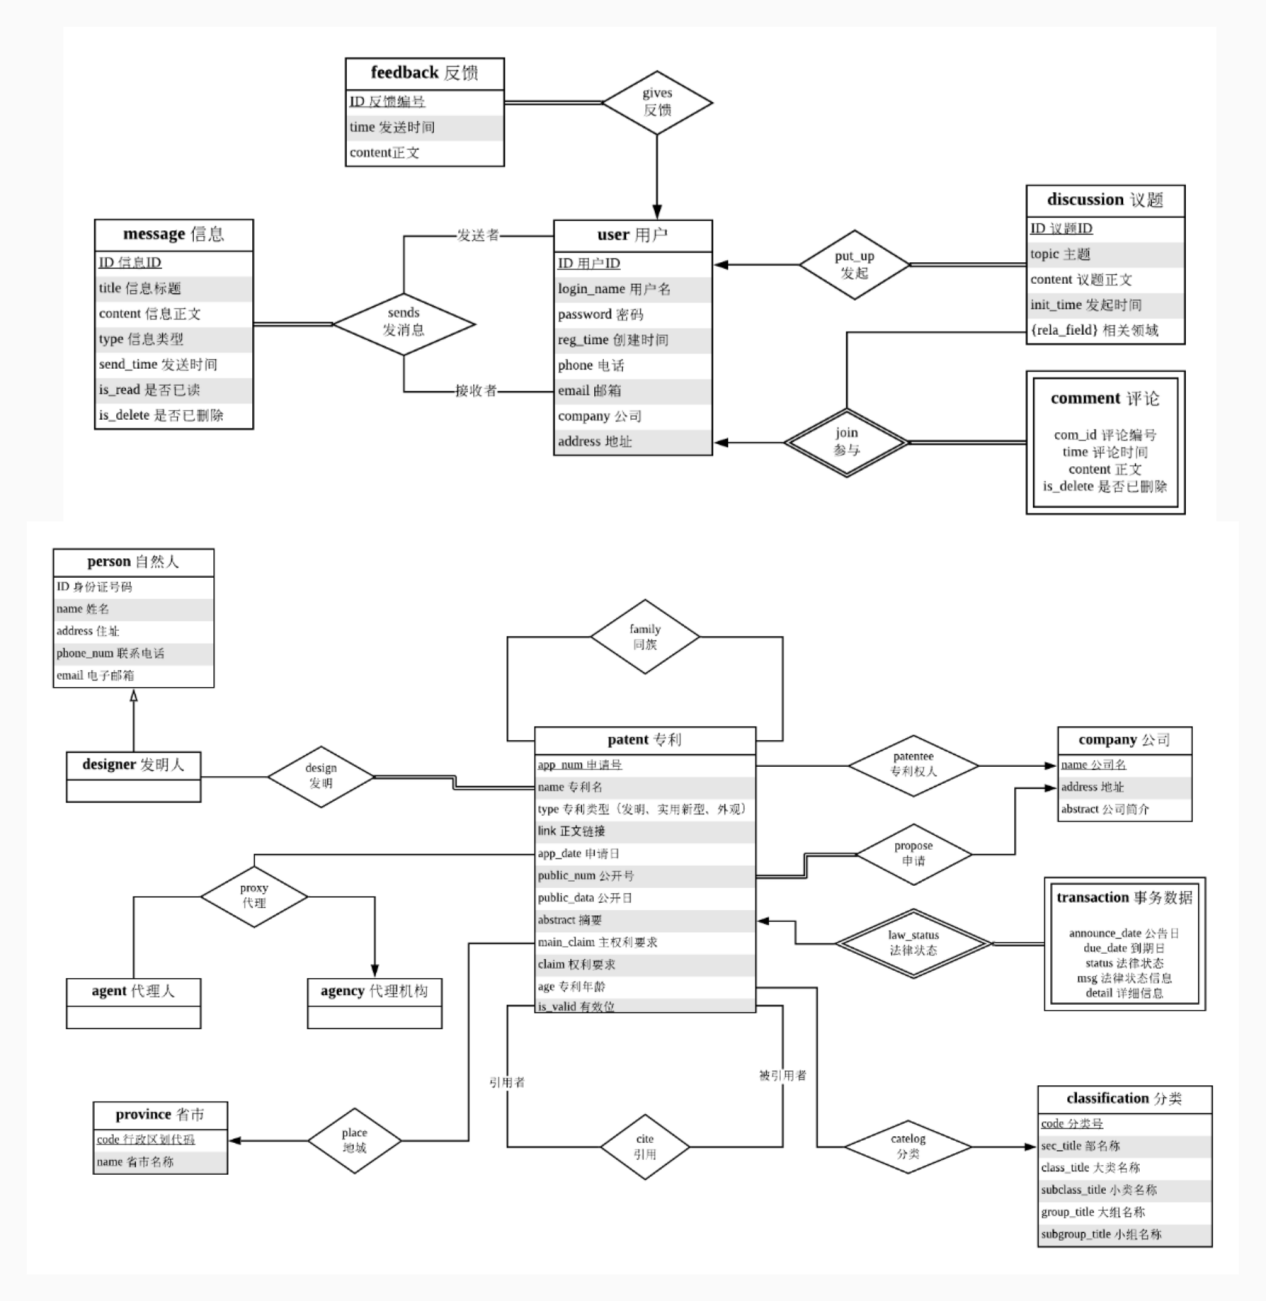 feedback 反馈
ID 反馈编号
time 发送时间
content正文
gives
反馈
message 信息
ID 信息ID
title 信息标题
content 信息正文
type 信息类型
send_time 发送时间
is_read 是否已读
is_delete 是否已删除
发送者
sends
发消息
接收者
user 用户
ID 用户ID
login_name 用户名
password 密码
reg_time 创建时间
phone 电话
email 邮箱
company 公司
address 地址
put_up
发起
discussion 议题
ID 议题ID
topic 主题
content 议题正文
init_time 发起时间
{rela_field} 相关领域
join
参与
comment 评论
com_id 评论编号
time 评论时间
content 正文
is_delete 是否已删除
person 自然人
ID 身份证号码
name 姓名
address 住址
phone_num 联系电话
email 电子邮箱
designer 发明人
design
发明
family
同族
patent 专利
app_num 申请号
name 专利名
type 专利类型（发明、实用新型、外观）
link 正文链接
app_date 申请日
public_num 公开号
public_data 公开日
abstract 摘要
main_claim 主权利要求
claim 权利要求
age 专利年龄
is_valid 有效位
patentee
专利权人
company 公司
name 公司名
address 地址
abstract 公司简介
propose
申请
proxy
代理
agent 代理人
agency 代理机构
law_status
法律状态
transaction 事务数据
announce_date 公告日
due_date 到期日
status 法律状态
msg 法律状态信息
detail 详细信息
引用者
被引用者
cite
引用
province 省市
code 行政区划代码
name 省市名称
place
地域
catelog
分类
classification 分类
code 分类号
sec_title 部名称
class_title 大类名称
subclass_title 小类名称
group_title 大组名称
subgroup_title 小组名称